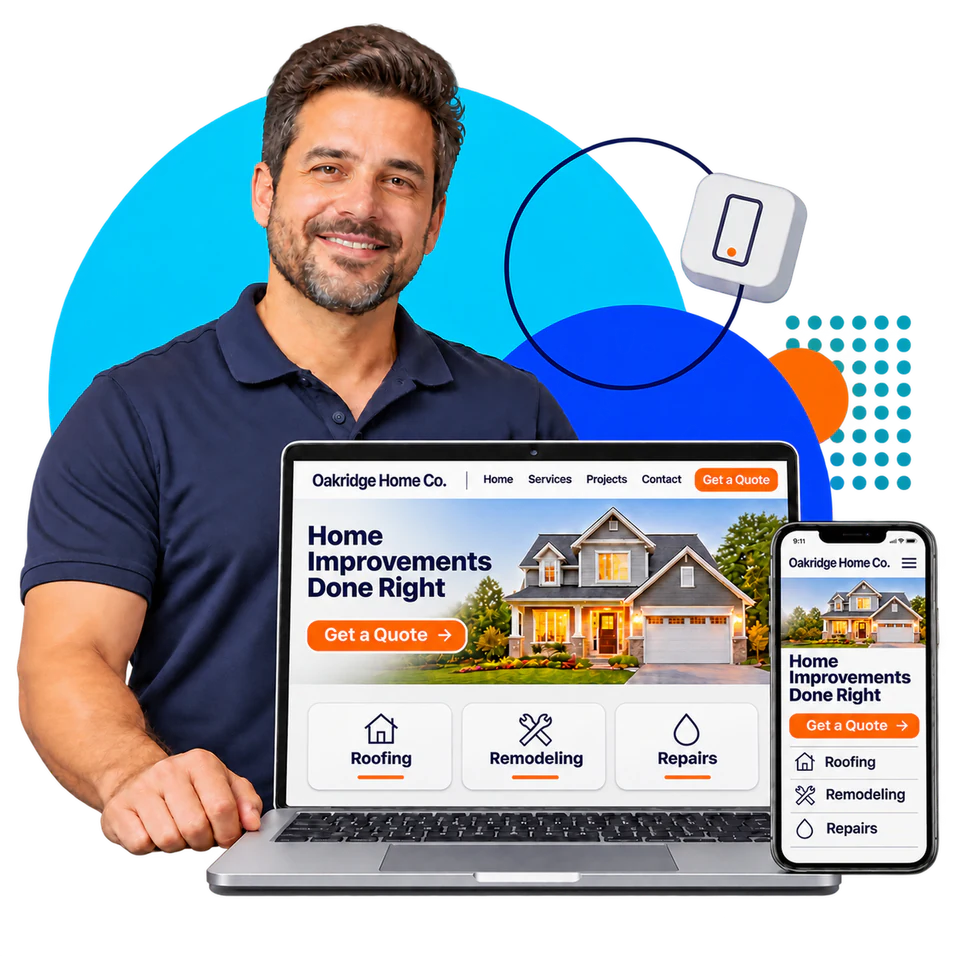 Oakridge Home Co.
Home Services Projects Contact Get a Quote
Home
Improvements
Done Right
Get a Quote →
Roofing Remodeling Repairs
9:11
Oakridge Home Co.
Home
Improvements
Done Right
Get a Quote →
Roofing
Remodeling
Repairs